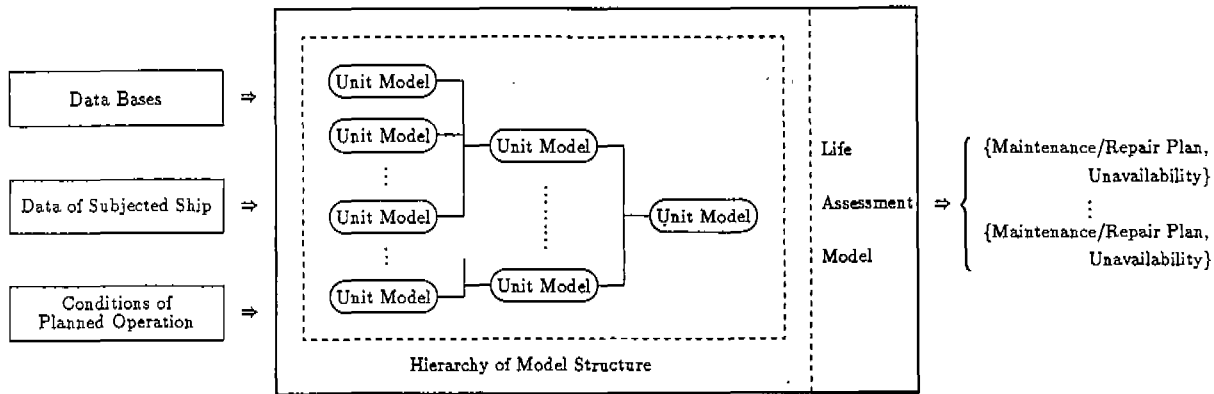 Data Bases
⇒
Data of Subjected Ship
⇒
Conditions of
Planned Operation
⇒
Unit Model
Unit Model
Unit Model
Unit Model
Unit Model
Unit Model
Unit Model
Hierarchy of Model Structure
Life
Assessment
Model
⇒
{Maintenance/Repair Plan,
Unavailability}
{Maintenance/Repair Plan,
Unavailability}